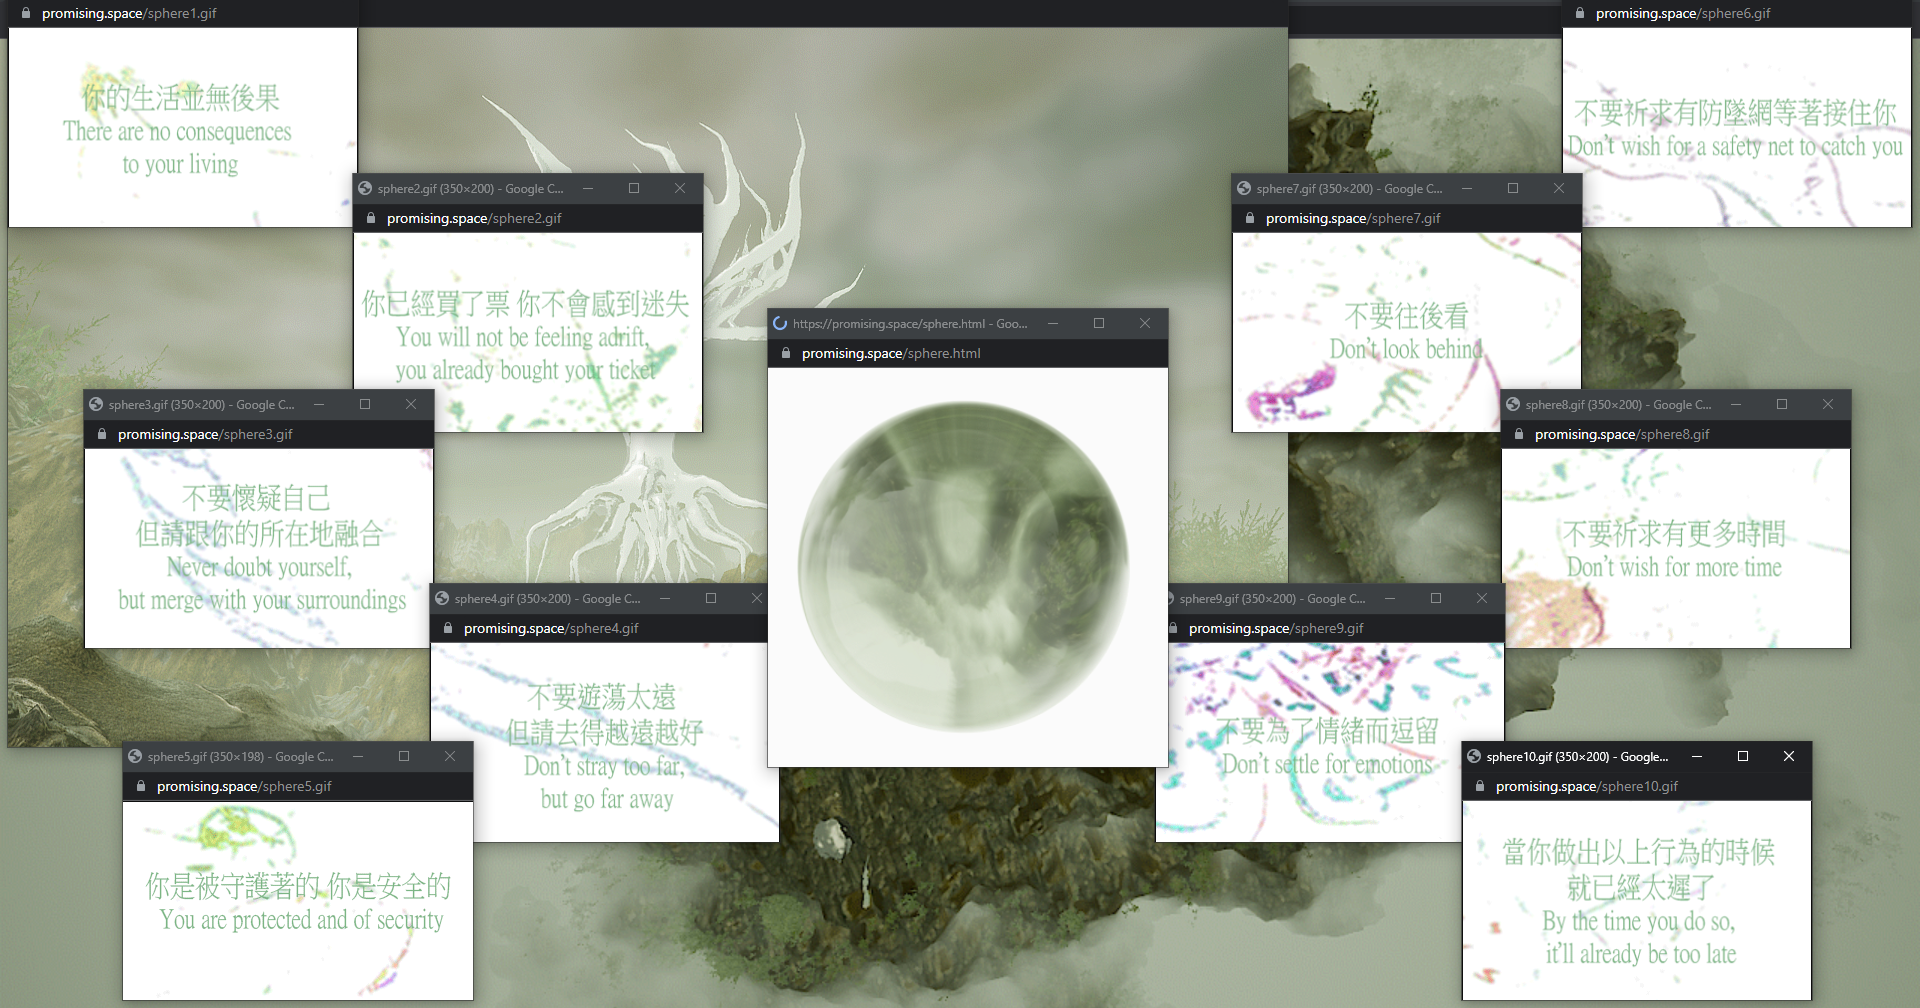 promising.space/sphere1.gif
你的生活並無後果
There are no consequences
to your living
sphere2.gif (350×200) - Google C...
promising.space/sphere2.gif
你已經買了票 你不會感到迷失
You will not be feeling adrift,
you already bought your ticket
sphere3.gif (350×200) - Google C...
promising.space/sphere3.gif
不要懷疑自己
但請跟你的所在地融合
Never doubt yourself,
but merge with your surroundings
sphere4.gif (350×200) - Google C...
promising.space/sphere4.gif
不要遊蕩太遠
但請去得越遠越好
Don't stray too far,
but go far away
sphere5.gif (350×198) - Google C...
promising.space/sphere5.gif
你是被守護著的 你是安全的
You are protected and of security
https://promising.space/sphere.html - Goo...
promising.space/sphere.html
promising.space/sphere6.gif
不要祈求有防墜網等著接住你
Don't wish for a safety net to catch you
sphere7.gif (350×200) - Google C...
promising.space/sphere7.gif
不要往後看
Don't look behind
sphere8.gif (350×200) - Google C...
promising.space/sphere8.gif
不要祈求有更多時間
Don't wish for more time
sphere9.gif (350×200) - Google C...
promising.space/sphere9.gif
不要為了情緒而逗留
Don't settle for emotions
sphere10.gif (350×200) - Google...
promising.space/sphere10.gif
當你做出以上行為的時候
就已經太遲了
By the time you do so,
it'll already be too late